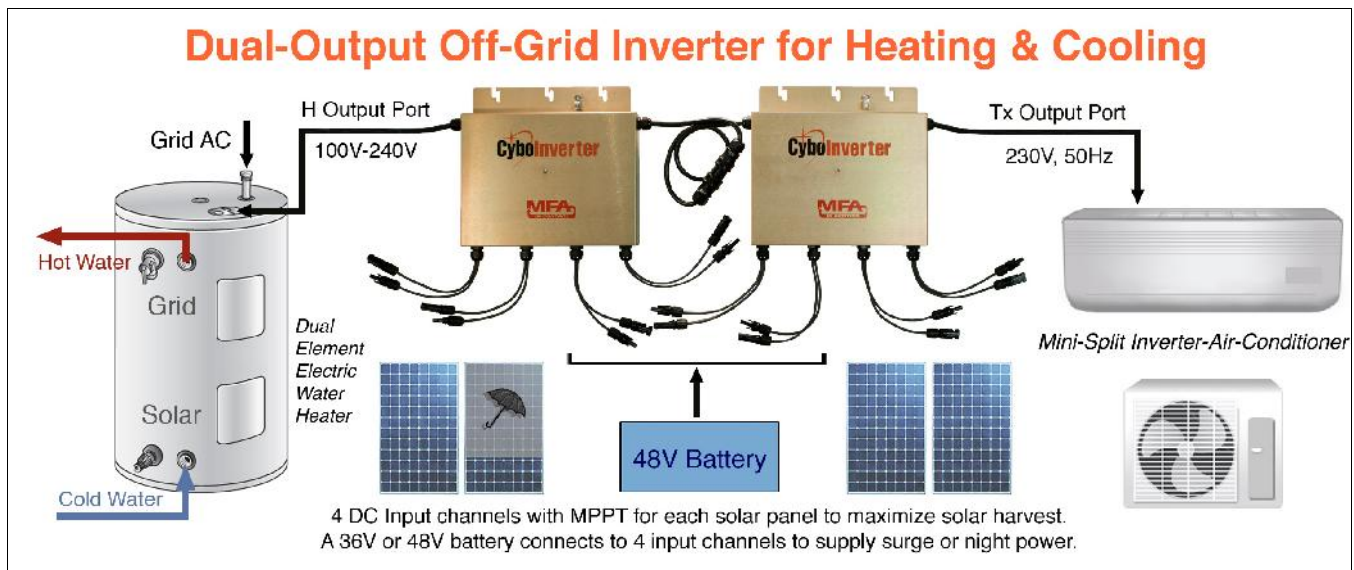 Dual-Output Off-Grid Inverter for Heating & Cooling
H Output Port
100V-240V
Grid AC
CyboInverter
MFA
CyboInverter
MFA
Tx Output Port
230V, 50Hz
Hot Water
Grid
Dual
Element
Electric
Water
Heater
Solar
Cold Water
48V Battery
Mini-Split Inverter-Air-Conditioner
4 DC Input channels with MPPT for each solar panel to maximize solar harvest.
A 36V or 48V battery connects to 4 input channels to supply surge or night power.